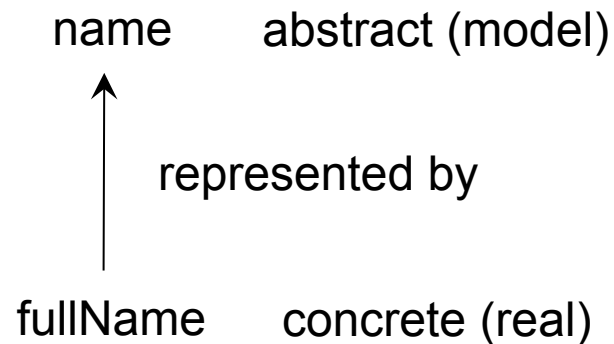 name abstract (model)
represented by
fullName concrete (real)